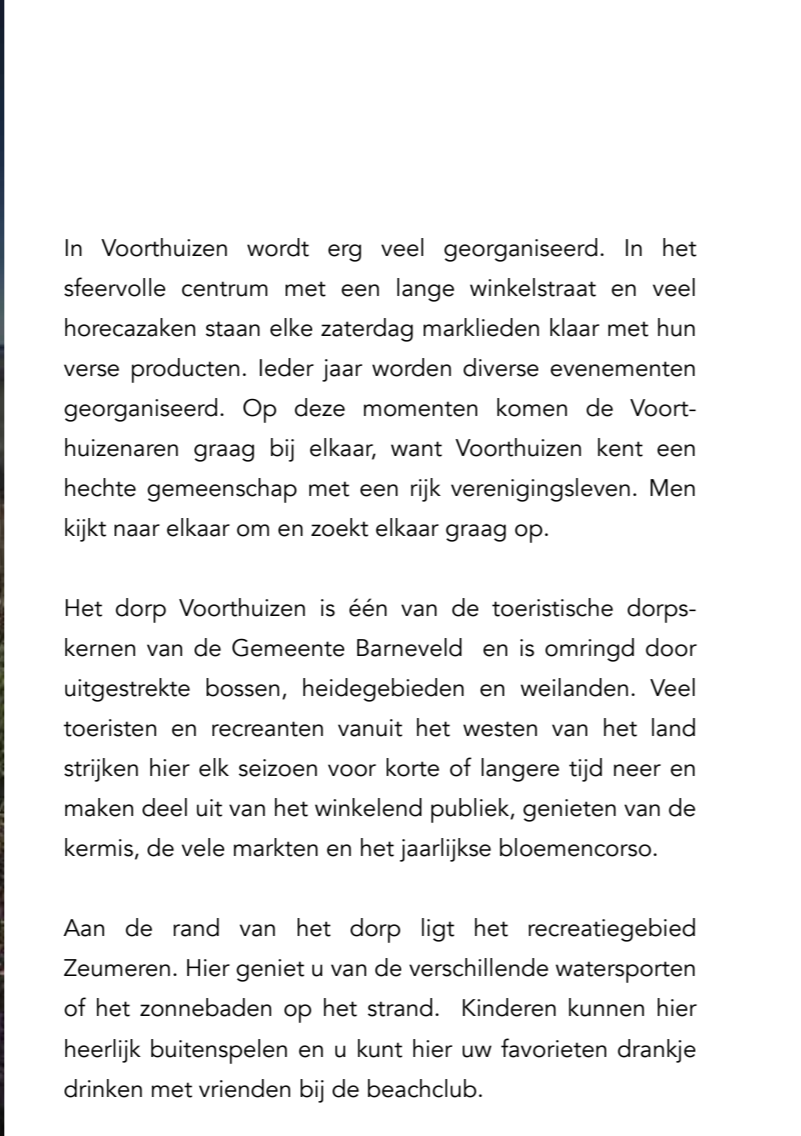 In Voorthuizen wordt erg veel georganiseerd. In het
sfeervolle centrum met een lange winkelstraat en veel
horecazaken staan elke zaterdag marklieden klaar met hun
verse producten. Ieder jaar worden diverse evenementen
georganiseerd. Op deze momenten komen de Voort-
huizenaren graag bij elkaar, want Voorthuizen kent een
hechte gemeenschap met een rijk verenigingsleven. Men
kijkt naar elkaar om en zoekt elkaar graag op.

Het dorp Voorthuizen is één van de toeristische dorps-
kernen van de Gemeente Barneveld  en is omringd door
uitgestrekte bossen, heidegebieden en weilanden. Veel
toeristen en recreanten vanuit het westen van het land
strijken hier elk seizoen voor korte of langere tijd neer en
maken deel uit van het winkelend publiek, genieten van de
kermis, de vele markten en het jaarlijkse bloemencorso.

Aan de rand van het dorp ligt het recreatiegebied
Zeumeren. Hier geniet u van de verschillende watersporten
of het zonnebaden op het strand.  Kinderen kunnen hier
heerlijk buitenspelen en u kunt hier uw favorieten drankje
drinken met vrienden bij de beachclub.